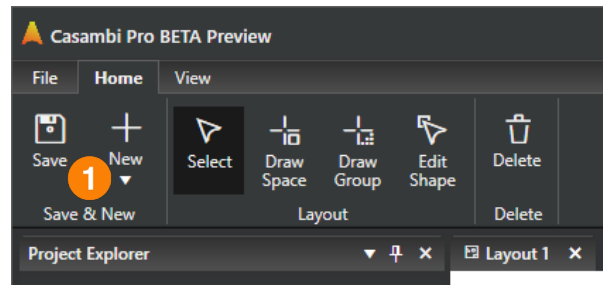 Casambi Pro BETA Preview
File Home View
Save New Select Draw Space Draw Group Edit Shape Delete
1
Save & New Layout Delete
Project Explorer Layout 1